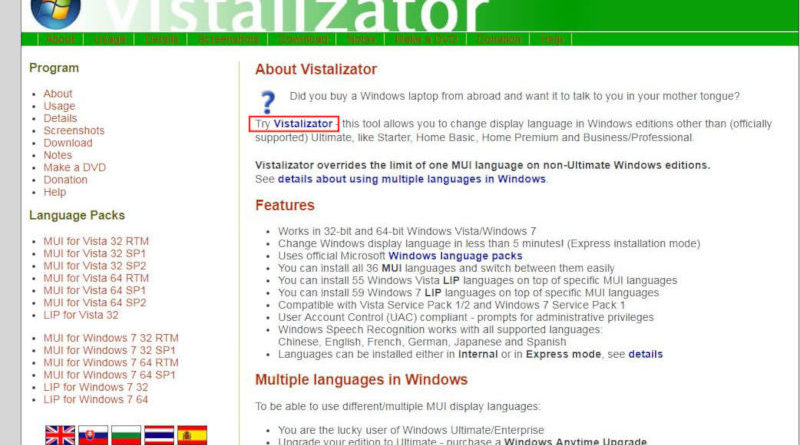 Vistalizator
About Usage Details Screenshots Download Notes Make a DVD Donation Help
Program
About
Usage
Details
Screenshots
Download
Notes
Make a DVD
Donation
Help
Language Packs
MUI for Vista 32 RTM
MUI for Vista 32 SP1
MUI for Vista 32 SP2
MUI for Vista 64 RTM
MUI for Vista 64 SP1
MUI for Vista 64 SP2
LIP for Vista 32
MUI for Windows 7 32 RTM
MUI for Windows 7 32 SP1
MUI for Windows 7 64 RTM
MUI for Windows 7 64 SP1
LIP for Windows 7 32
LIP for Windows 7 64
About Vistalizator
? Did you buy a Windows laptop from abroad and want it to talk to you in your mother tongue?
Try Vistalizator - this tool allows you to change display language in Windows editions other than (officially
supported) Ultimate, like Starter, Home Basic, Home Premium and Business/Professional.
Vistalizator overrides the limit of one MUI language on non-Ultimate Windows editions.
See details about using multiple languages in Windows.
Features
Works in 32-bit and 64-bit Windows Vista/Windows 7
Change Windows display language in less than 5 minutes! (Express installation mode)
Uses official Microsoft Windows language packs
You can install all 36 MUI languages and switch between them easily
You can install 55 Windows Vista LIP languages on top of specific MUI languages
You can install 59 Windows 7 LIP languages on top of specific MUI languages
Compatible with Vista Service Pack 1/2 and Windows 7 Service Pack 1
User Account Control (UAC) compliant - prompts for administrative privileges
Windows Speech Recognition works with all supported languages:
Chinese, English, French, German, Japanese and Spanish
Languages can be installed either in Internal or in Express mode, see details
Multiple languages in Windows
To be able to use different/multiple MUI display languages:
You are the lucky user of Windows Ultimate/Enterprise
Upgrade your edition to Ultimate - purchase a Windows Anytime Upgrade